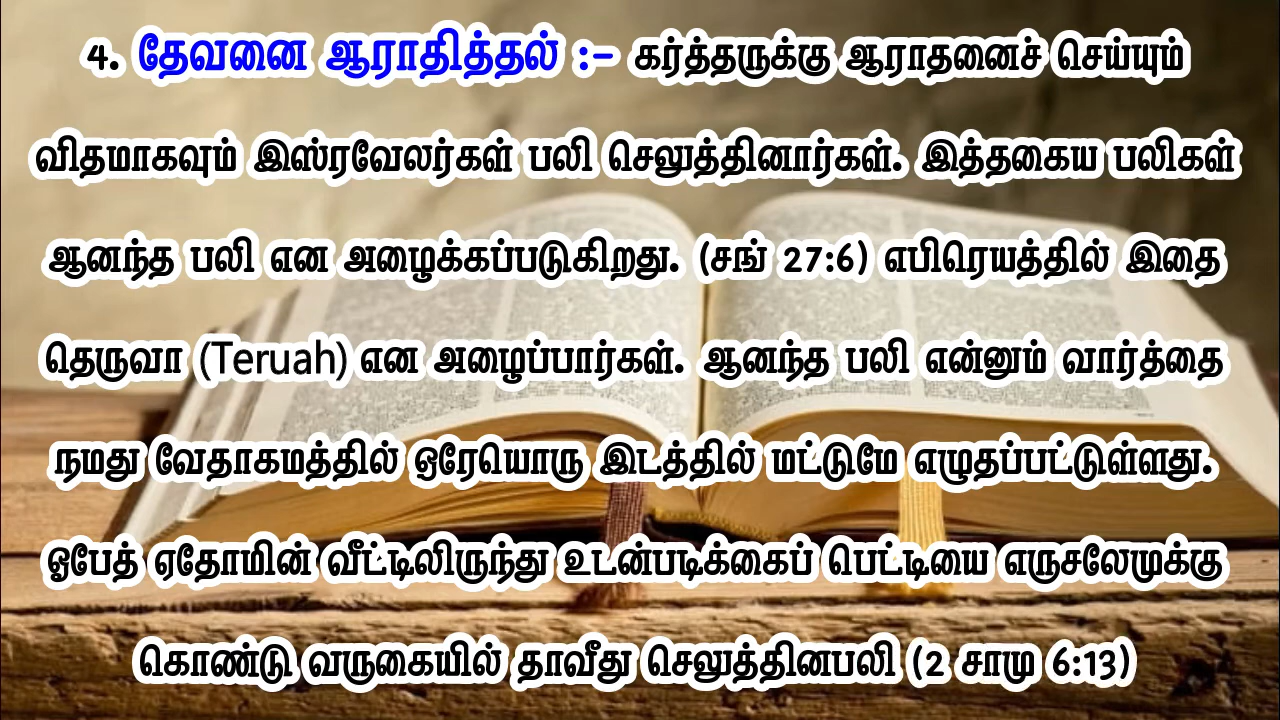 4. தேவனை ஆராதித்தல் :- கர்த்தருக்கு ஆராதனைச் செய்யும்
விதமாகவும் இஸ்ரவேலர்கள் பலி செலுத்தினார்கள். இத்தகைய பலிகள்
ஆனந்த பலி என அழைக்கப்படுகிறது. (சங் 27:6) எபிரெயத்தில் இதை
தெருவா (Teruah) என அழைப்பார்கள். ஆனந்த பலி என்னும் வார்த்தை
நமது வேதாகமத்தில் ஒரேயொரு இடத்தில் மட்டுமே எழுதப்பட்டுள்ளது.
ஓபேத் ஏதோமின் வீட்டிலிருந்து உடன்படிக்கைப் பெட்டியை எருசலேமுக்கு
கொண்டு வருகையில் தாவீது செலுத்தினபலி (2 சாமு 6:13)